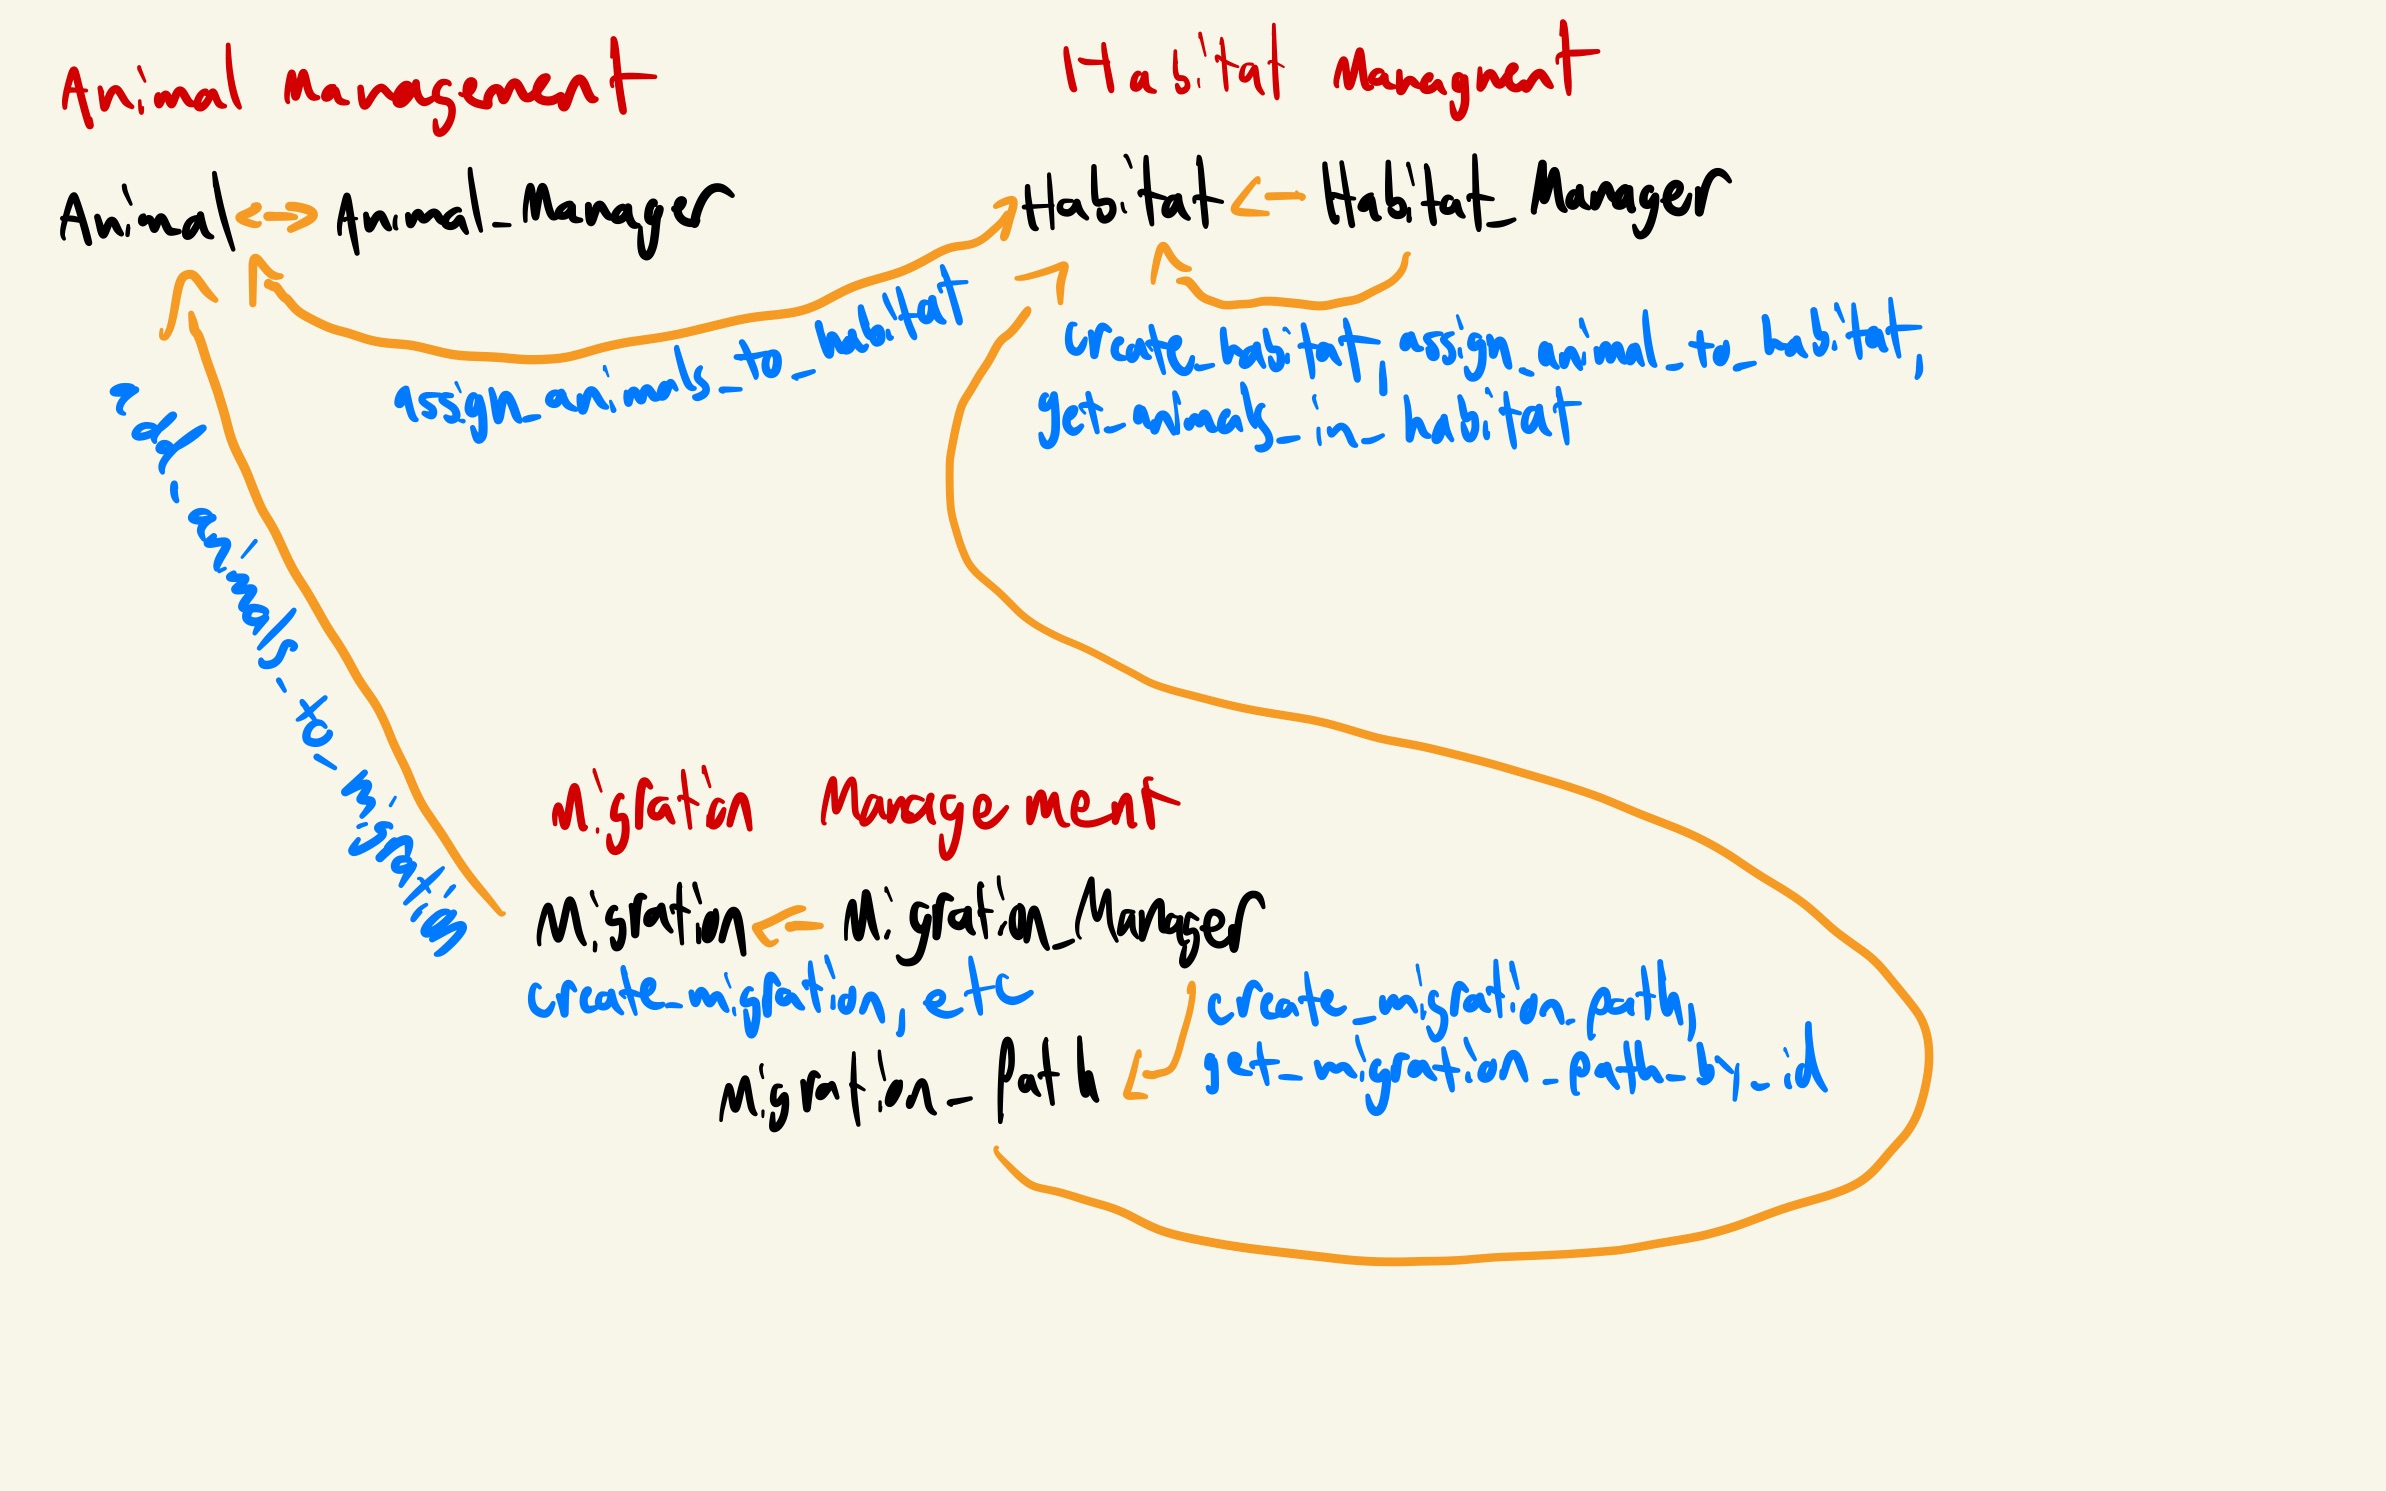 Animal Management
Habitat Managment
Animal Animal_Manager
Habitat Habitat_Manager
assign_animals_to_habitat
create_habitat, assign_animal_to_habitat,
get_animals_in_habitat
apply_animals_to_migration
Migration Management
Migration Migration_Manager
create_migration, etc
create_migration_path,
get_migration_path_by_id
migration_Path